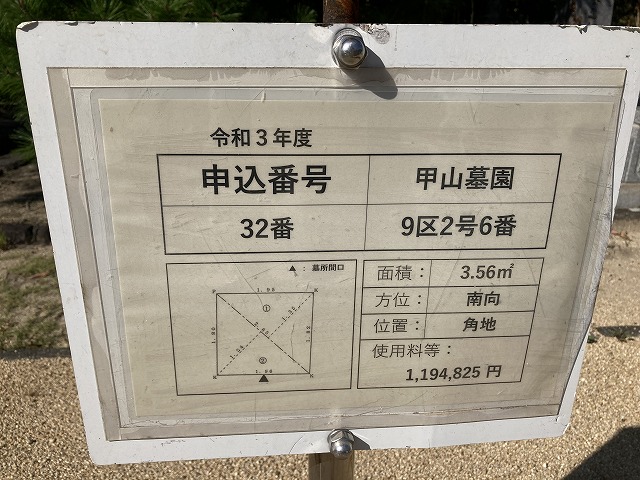 令和3年度
申込番号 甲山墓園
32番 9区2号6番
▲：墓所間口
面積： 3.56㎡
方位： 南向
位置： 角地
使用料等：
1,194,825 円
①
②